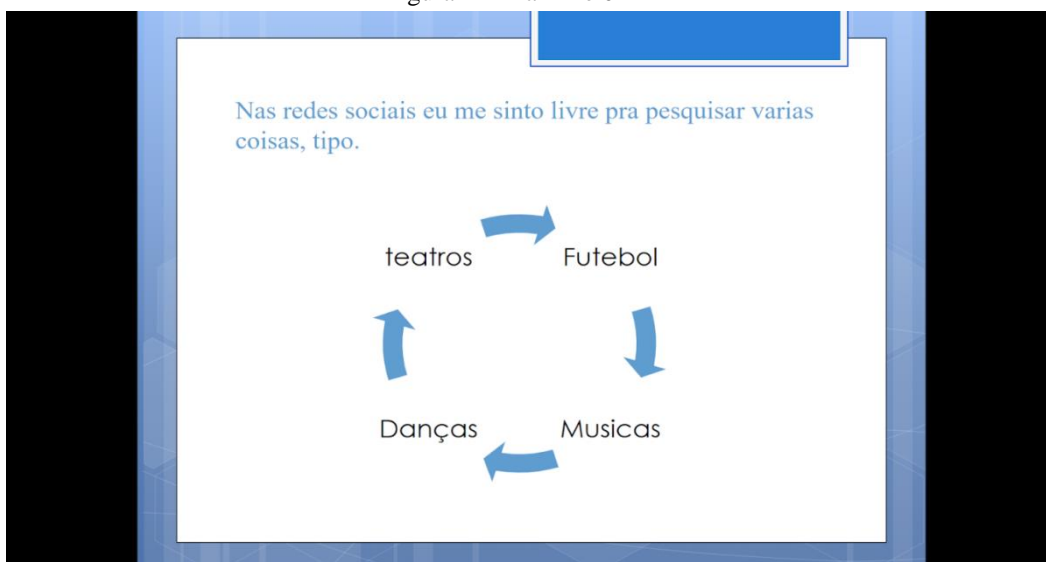 Nas redes sociais eu me sinto livre pra pesquisar varias
coisas, tipo.
teatros
Futebol
Danças
Musicas